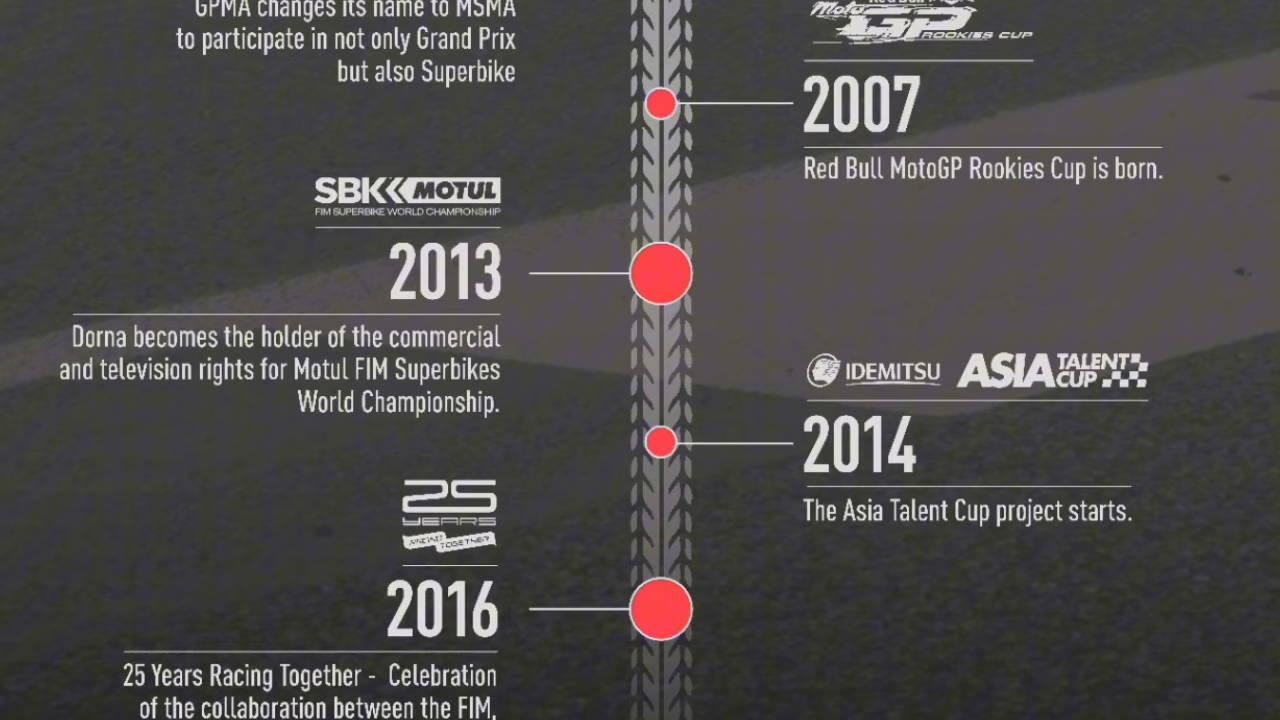 GPMA changes its name to MSMA
to participate in not only Grand Prix
but also Superbike
Red Bull
Moto
GP ROOKIES CUP
2007
Red Bull MotoGP Rookies Cup is born.
SBK MOTUL
FIM SUPERBIKE WORLD CHAMPIONSHIP
2013
Dorna becomes the holder of the commercial
and television rights for Motul FIM Superbikes
World Championship.
IDEMITSU ASIA TALENT
CUP
2014
The Asia Talent Cup project starts.
25
YEARS
RACING TOGETHER
2016
25 Years Racing Together - Celebration
of the collaboration between the FIM,